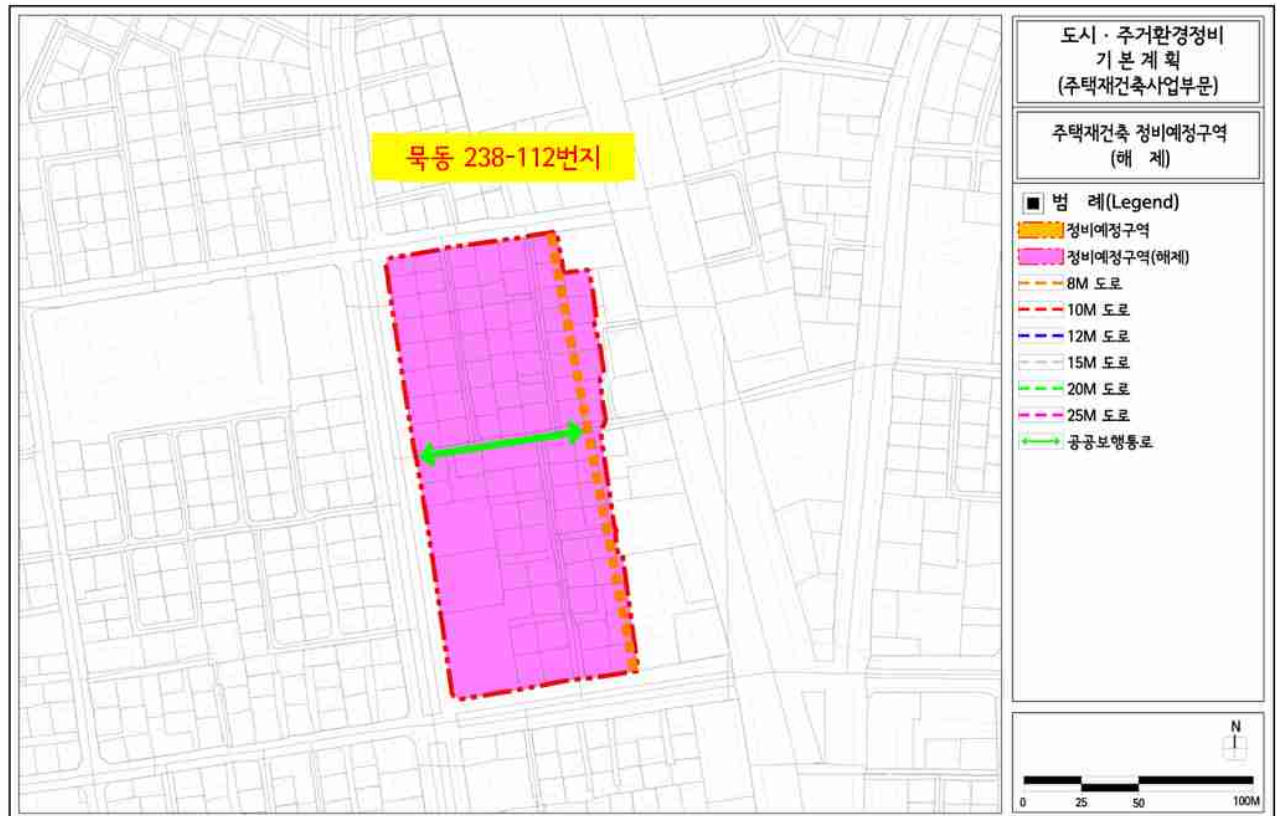 묵동 238-112번지
도시 · 주거환경정비
기 본 계 획
(주택재건축사업부문)
주택재건축 정비예정구역
(해 제)
■ 범 례(Legend)
정비예정구역
정비예정구역(해제)
8M 도로
10M 도로
12M 도로
15M 도로
20M 도로
25M 도로
공공보행통로
N
0 25 50 100M